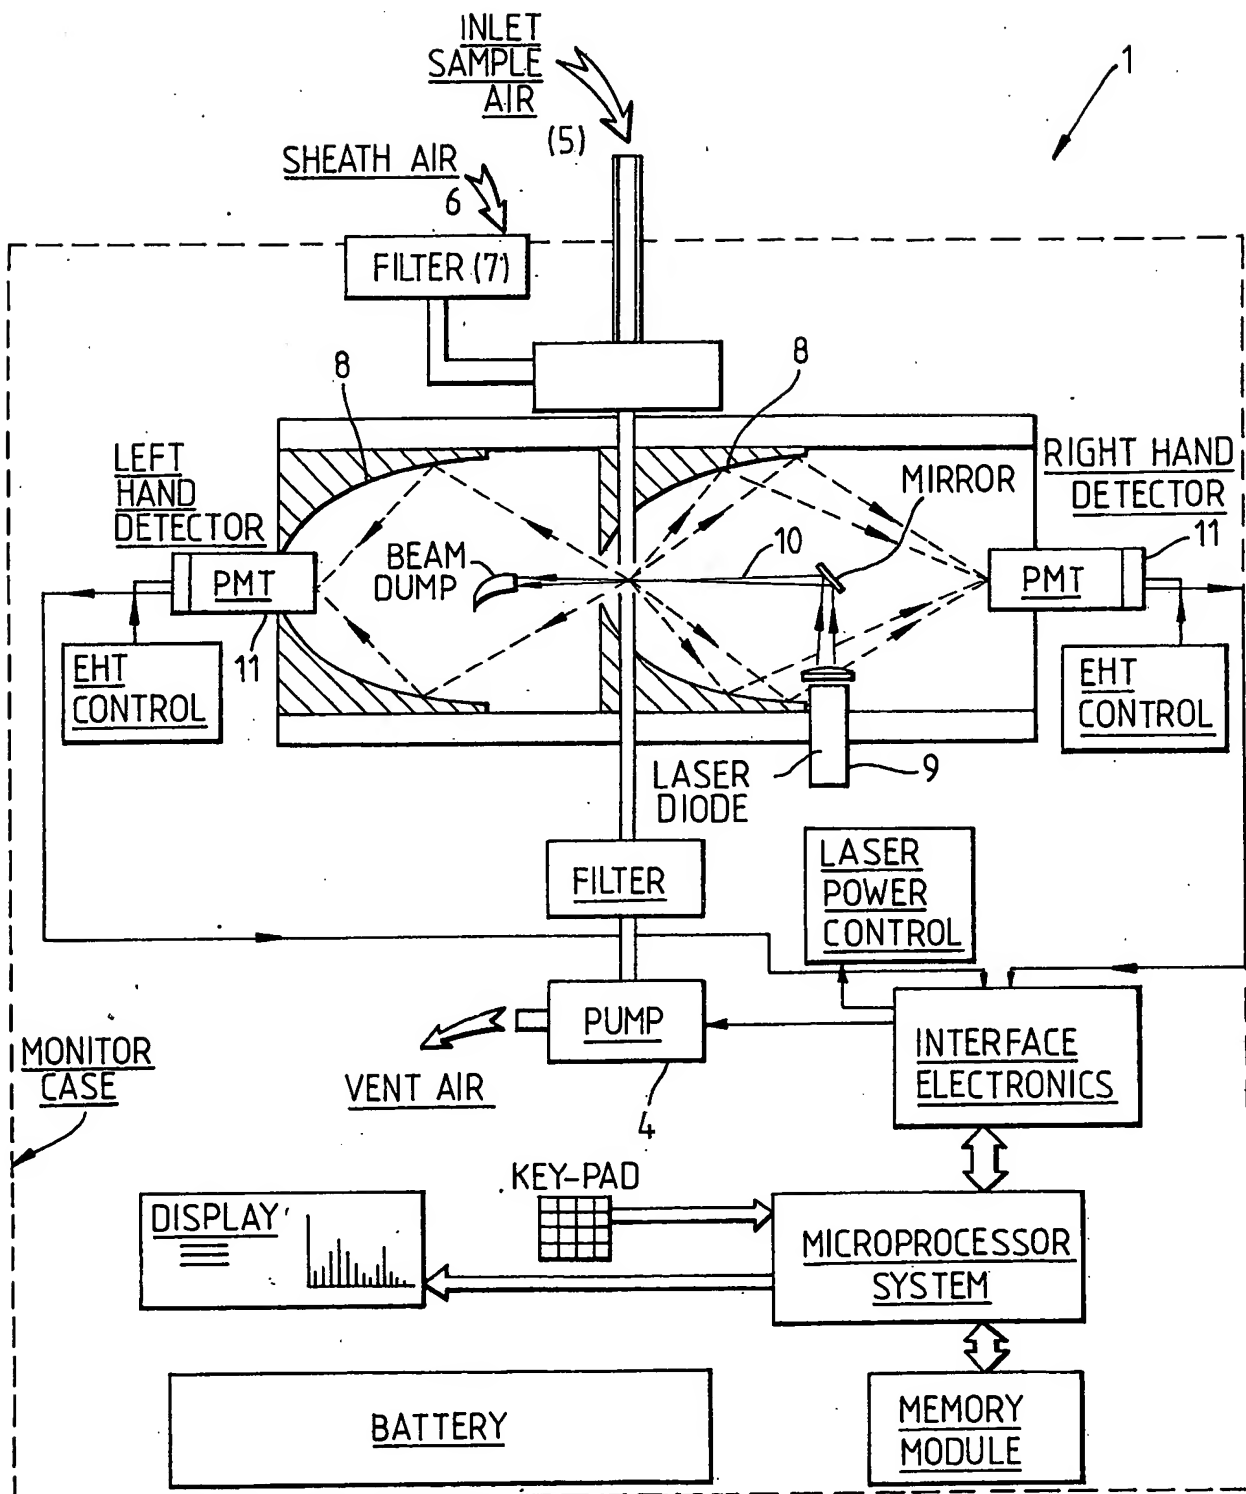 INLET
SAMPLE
AIR
(5)
1
SHEATH AIR
6
FILTER (7)
8
8
LEFT
HAND
DETECTOR
RIGHT HAND
DETECTOR
MIRROR
11
10
BEAM
DUMP
PMT
PMT
11
EHT
CONTROL
EHT
CONTROL
LASER
DIODE
9
LASER
POWER
CONTROL
FILTER
PUMP
INTERFACE
ELECTRONICS
MONITOR
CASE
VENT AIR
4
KEY-PAD
DISPLAY
MICROPROCESSOR
SYSTEM
BATTERY
MEMORY
MODULE